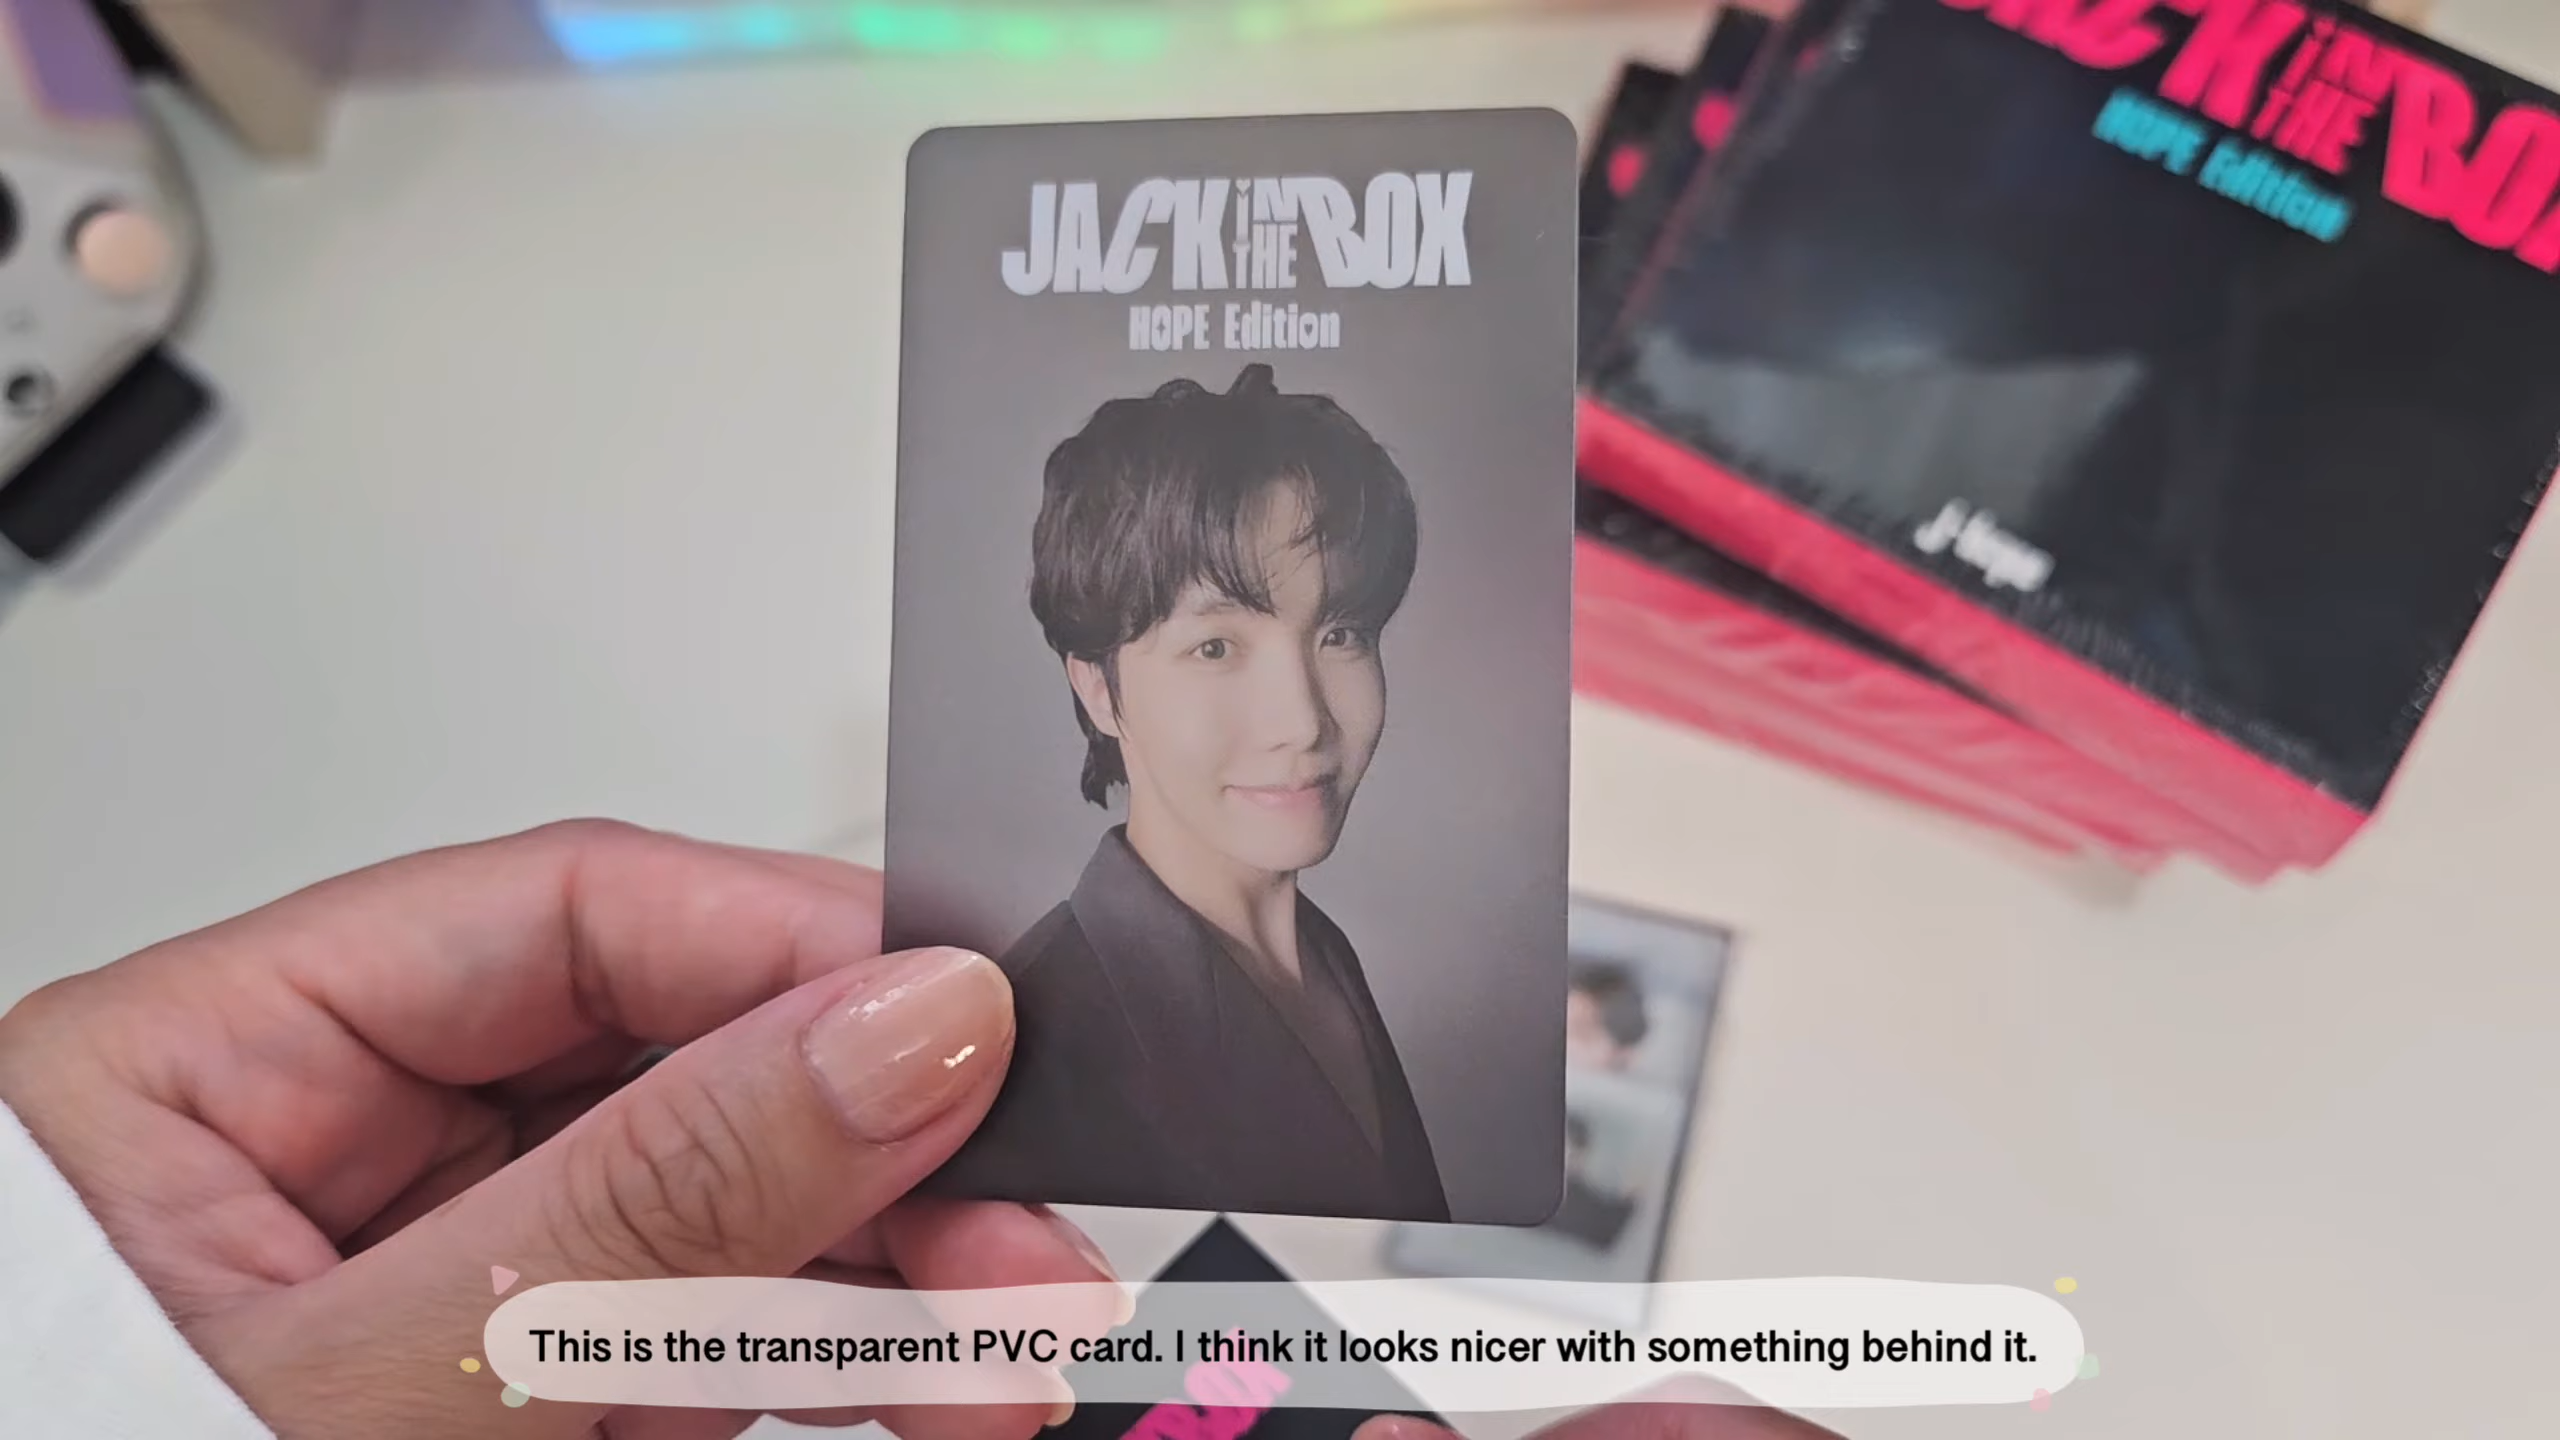 JACK IN THE BOX
HOPE Edition
JACK IN THE BOX
HOPE Edition
j-hope
This is the transparent PVC card. I think it looks nicer with something behind it.